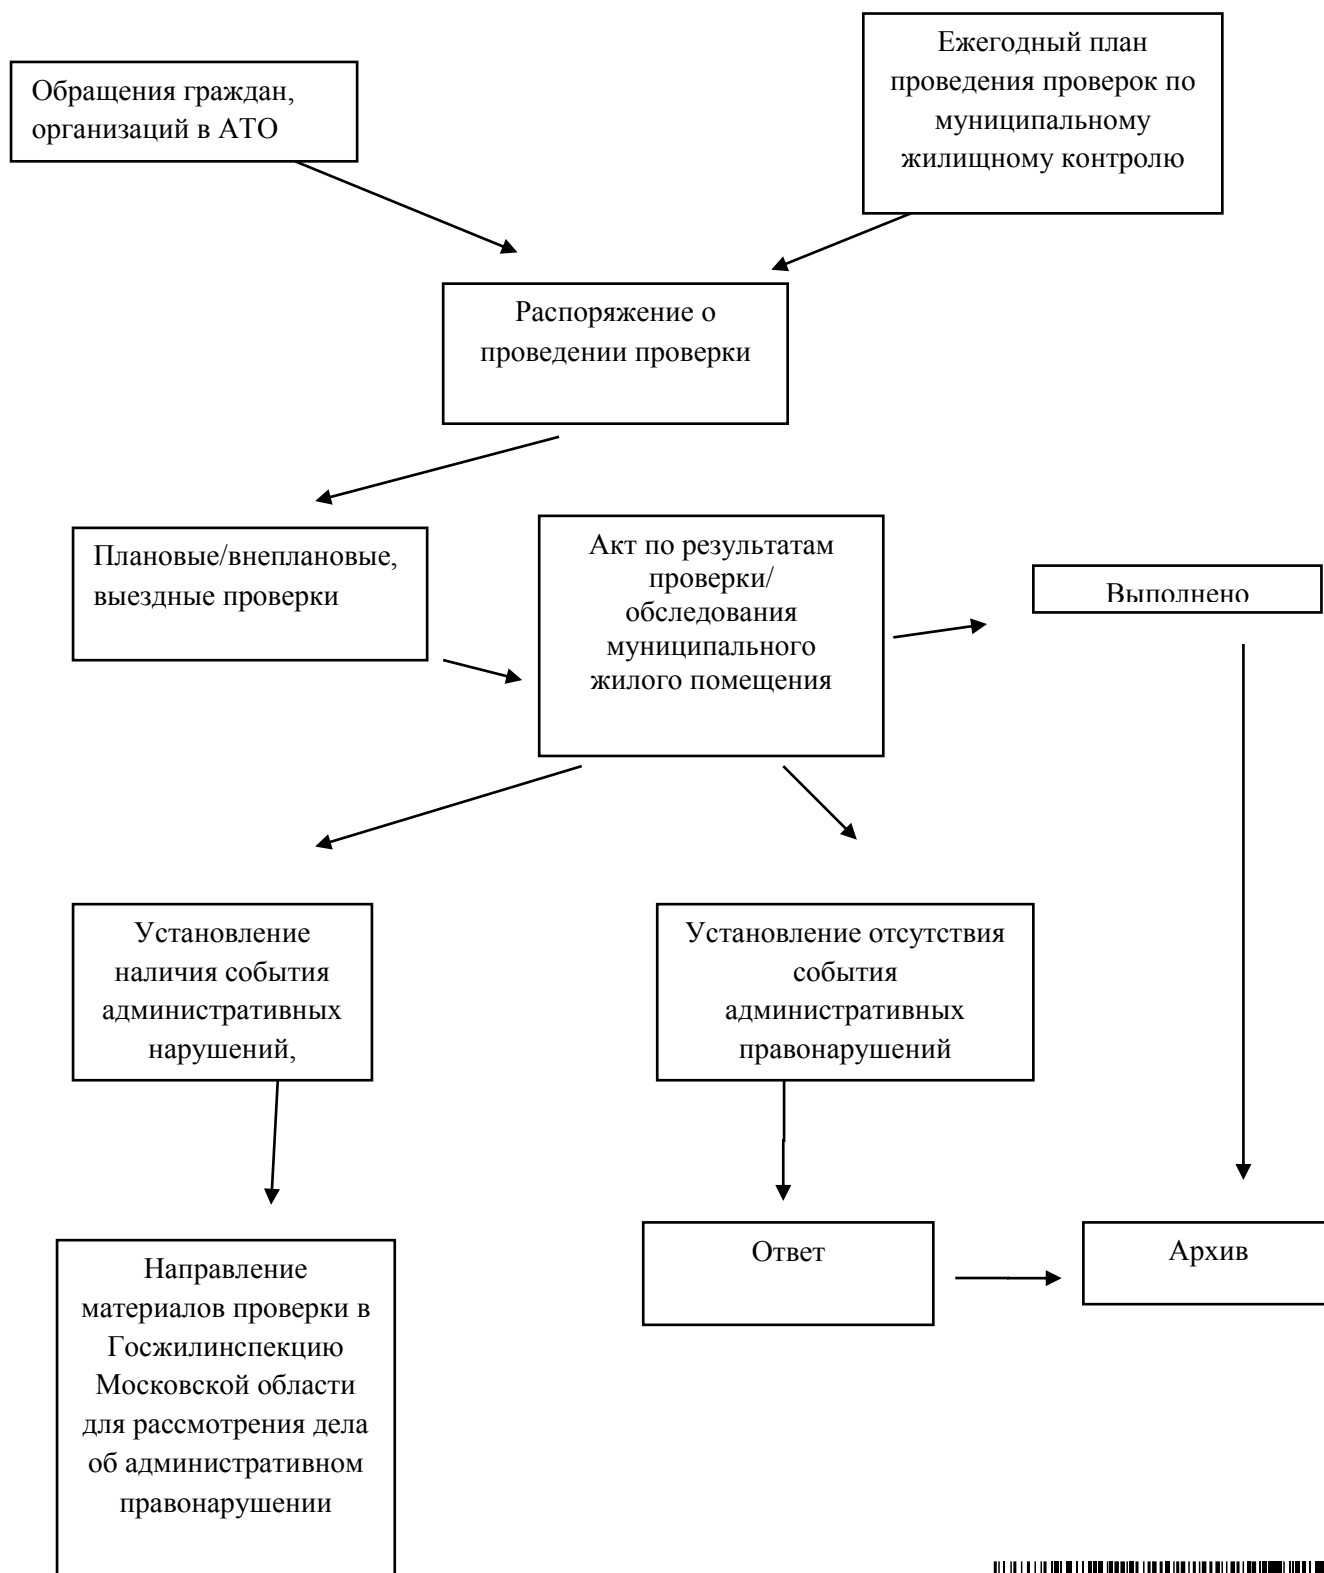 Обращения граждан,
организаций в АТО
Ежегодный план
проведения проверок по
муниципальному
жилищному контролю
Распоряжение о
проведении проверки
Плановые/внеплановые,
выездные проверки
Акт по результатам
проверки/
обследования
муниципального
жилого помещения
Выполнено
Установление
наличия события
административных
нарушений,
Установление отсутствия
события
административных
правонарушений
Направление
материалов проверки в
Госжилинспекцию
Московской области
для рассмотрения дела
об административном
правонарушении
Ответ
Архив